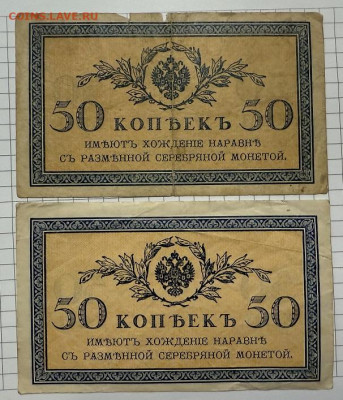 COINS.LAVE.RU
50 КОПѢЕКЪ 50
ИМѢЮТЪ ХОЖДЕНІЕ НАРАВНѢ
СЪ РАЗМѢННОЙ СЕРЕБРЯНОЙ МОНЕТОЙ.
50 КОПѢЕКЪ 50
ИМѢЮТЪ ХОЖДЕНІЕ НАРАВНѢ
СЪ РАЗМѢННОЙ СЕРЕБРЯНОЙ МОНЕТОЙ.